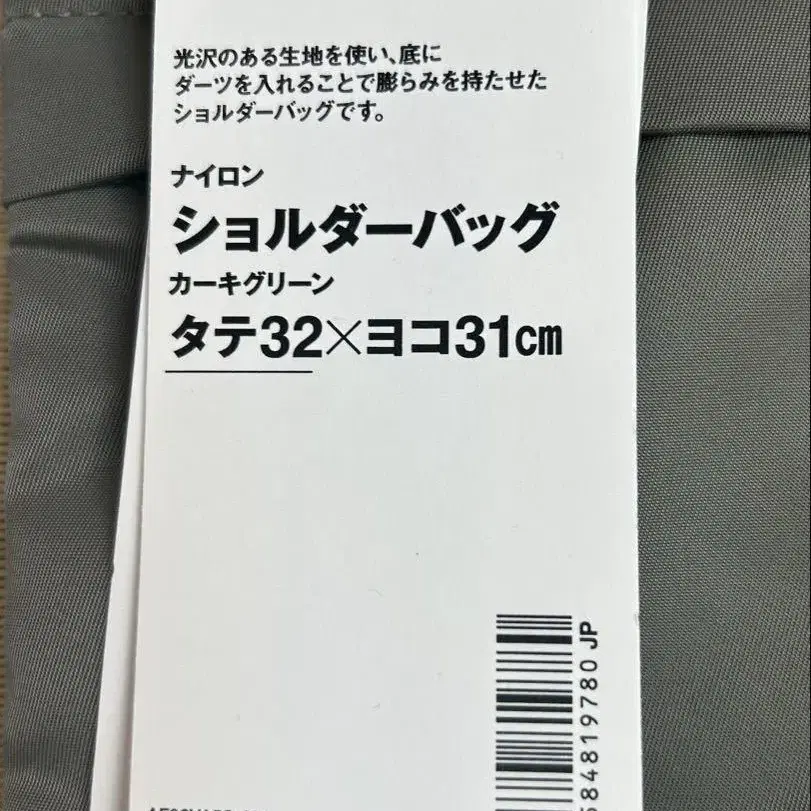 光沢のある生地を使い、底に
ダーツを入れることで膨らみを持たせた
ショルダーバッグです。
ナイロン
ショルダーバッグ
カーキグリーン
タテ32×ヨコ31cm
584819780 JP